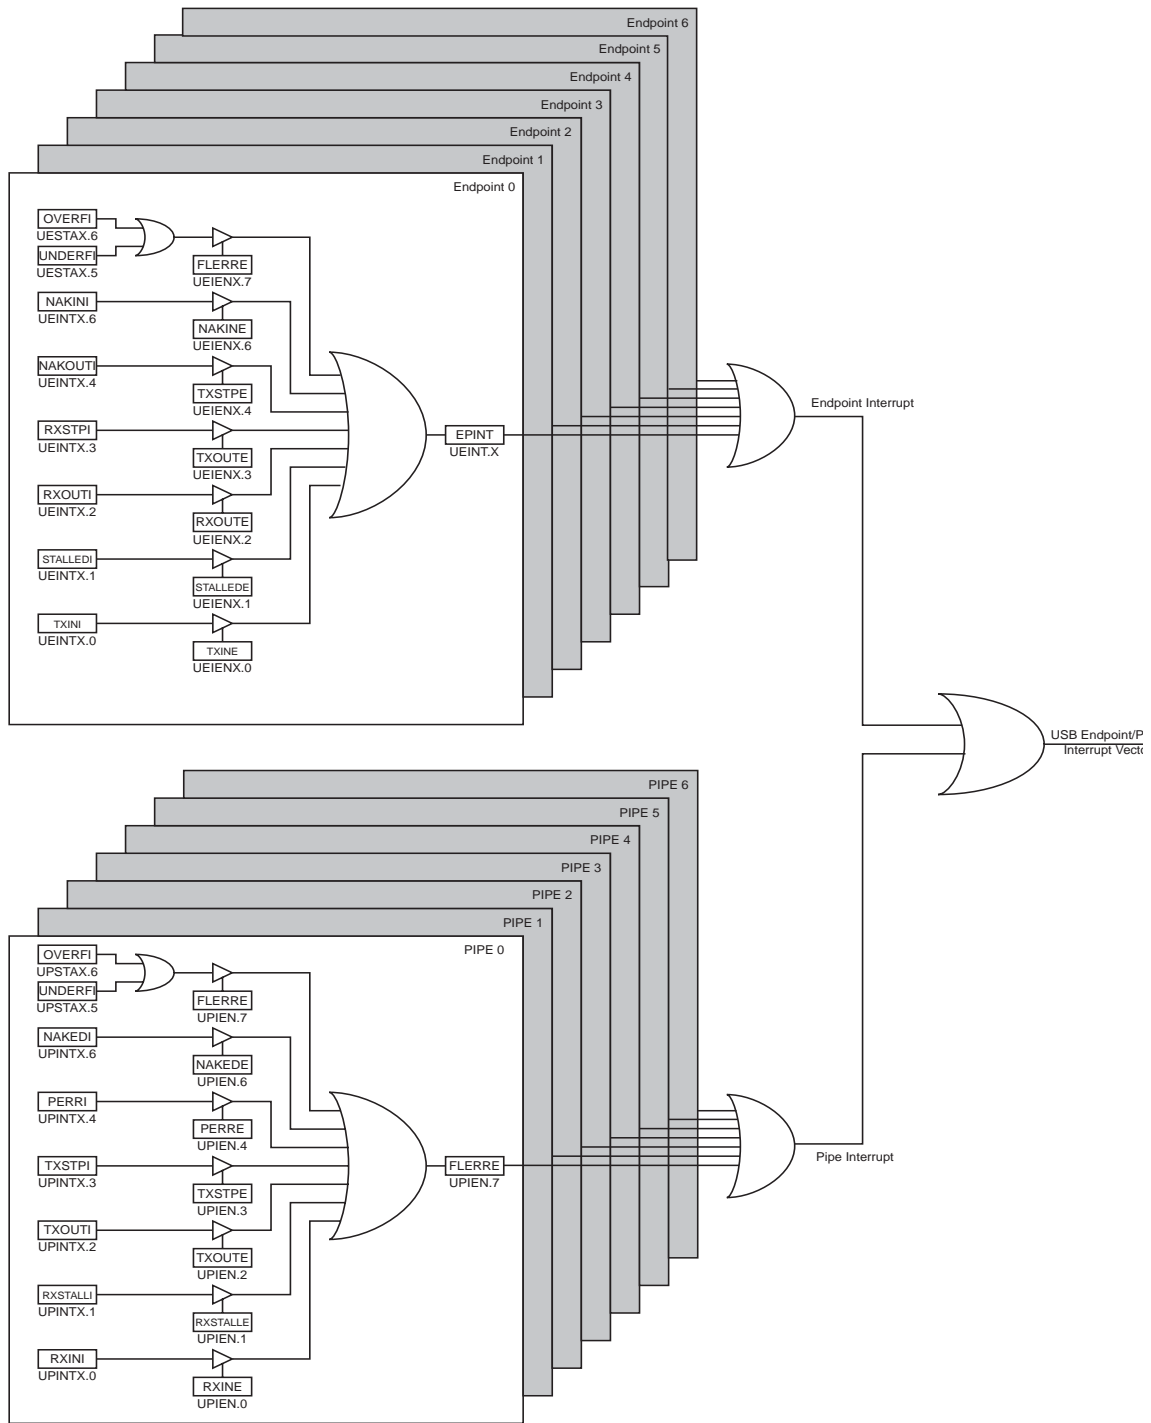 Endpoint 6
Endpoint 5
Endpoint 4
Endpoint 3
Endpoint 2
Endpoint 1
Endpoint 0
OVERFI
UESTAX.6
UNDERFI
UESTAX.5
FLERRE
UEIENX.7
NAKINI
UEINTX.6
NAKINE
UEIENX.6
NAKOUTI
UEINTX.4
TXSTPE
UEIENX.4
RXSTPI
UEINTX.3
TXOUTE
UEIENX.3
RXOUTI
UEINTX.2
RXOUTE
UEIENX.2
STALLEDI
UEINTX.1
STALLEDE
UEIENX.1
TXINI
UEINTX.0
TXINE
UEIENX.0
EPINT
UEINT.X
Endpoint Interrupt
USB Endpoint/P
Interrupt Vecto
PIPE 6
PIPE 5
PIPE 4
PIPE 3
PIPE 2
PIPE 1
PIPE 0
OVERFI
UPSTAX.6
UNDERFI
UPSTAX.5
FLERRE
UPIEN.7
NAKEDI
UPINTX.6
NAKEDE
UPIEN.6
PERRI
UPINTX.4
PERRE
UPIEN.4
TXSTPI
UPINTX.3
TXSTPE
UPIEN.3
TXOUTI
UPINTX.2
TXOUTE
UPIEN.2
RXSTALLI
UPINTX.1
RXSTALLE
UPIEN.1
RXINI
UPINTX.0
RXINE
UPIEN.0
FLERRE
UPIEN.7
Pipe Interrupt